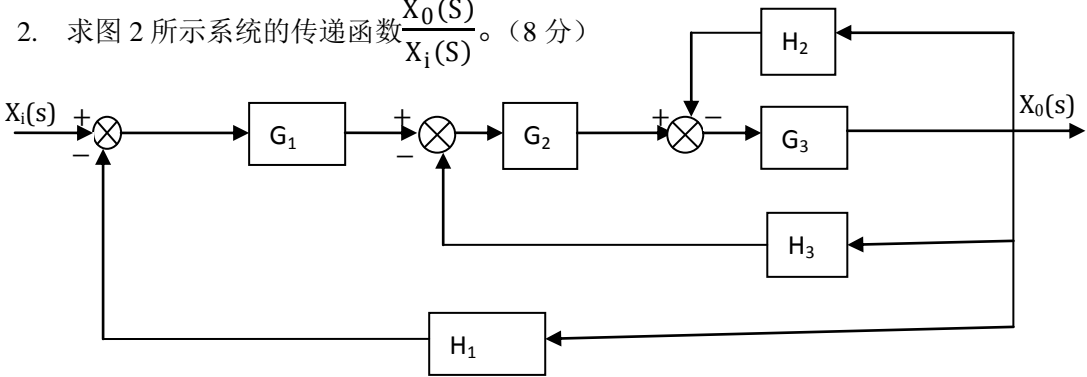 2. 求图 2 所示系统的传递函数X₀(S)/Xᵢ(S)。（8 分）
H₂
Xᵢ(s) + − G₁ + − G₂ + − G₃ X₀(s)
H₃
H₁